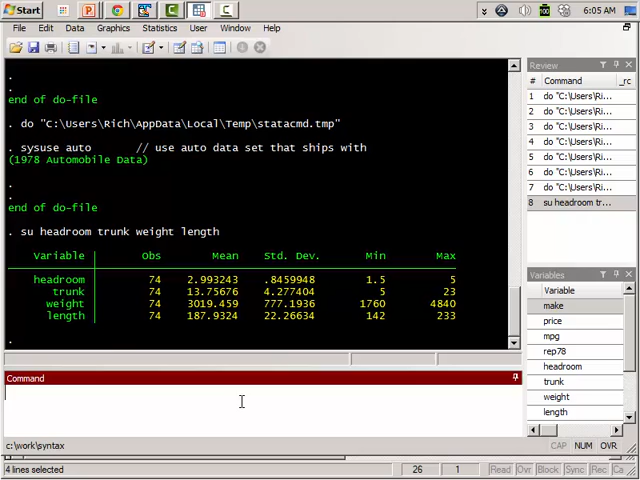 Start
6:05 AM
File Edit Data Graphics Statistics User Window Help
.
.
end of do-file
. do "C:\Users\Rich\AppData\Local\Temp\statacmd.tmp"
. sysuse auto // use auto data set that ships with
(1978 Automobile Data)
.
.
end of do-file
. su headroom trunk weight length
Variable Obs Mean Std. Dev. Min Max
headroom 74 2.993243 .8459948 1.5 5
trunk 74 13.75676 4.277404 5 23
weight 74 3019.459 777.1936 1760 4840
length 74 187.9324 22.26634 142 233
.
Command
Review
# Command _rc
1 do "C:\Users\Ri...
2 do "C:\Users\Ri...
3 do "C:\Users\Ri...
4 do "C:\Users\Ri...
5 do "C:\Users\Ri...
6 do "C:\Users\Ri...
7 do "C:\Users\Ri...
8 su headroom tr...
Variables
Variable
make
price
mpg
rep78
headroom
trunk
weight
length
c:\work\syntax
CAP NUM OVR
4 lines selected
26 1
Read Ovr Block Sync Rec Ca